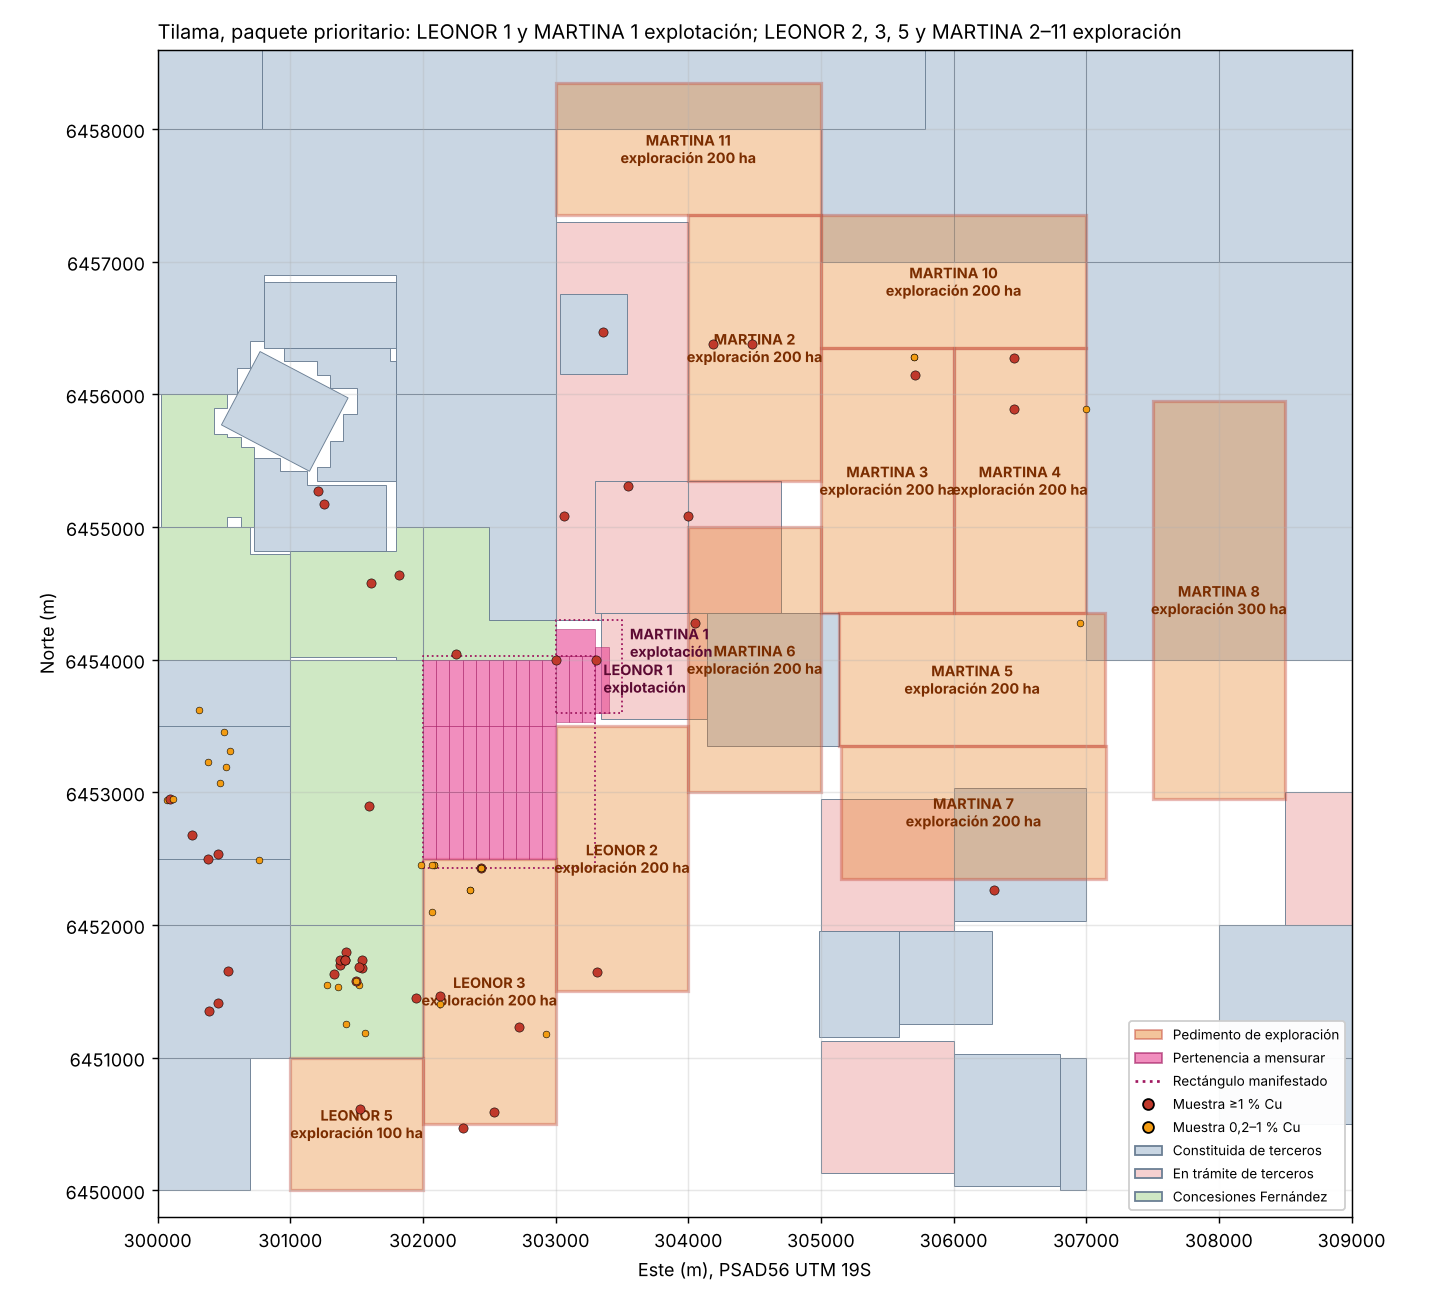 Tilama, paquete prioritario: LEONOR 1 y MARTINA 1 explotación; LEONOR 2, 3, 5 y MARTINA 2–11 exploración
6458000
6457000
6456000
6455000
6454000
6453000
6452000
6451000
6450000
Norte (m)
MARTINA 11
exploración 200 ha
MARTINA 10
exploración 200 ha
MARTINA 2
exploración 200 ha
MARTINA 3
exploración 200 ha
MARTINA 4
exploración 200 ha
MARTINA 8
exploración 300 ha
MARTINA 1
explotación
LEONOR 1
explotación
MARTINA 6
exploración 200 ha
MARTINA 5
exploración 200 ha
MARTINA 7
exploración 200 ha
LEONOR 2
exploración 200 ha
LEONOR 3
exploración 200 ha
LEONOR 5
exploración 100 ha
Pedimento de exploración
Pertenencia a mensurar
Rectángulo manifestado
Muestra ≥1 % Cu
Muestra 0,2–1 % Cu
Constituida de terceros
En trámite de terceros
Concesiones Fernández
300000
301000
302000
303000
304000
305000
306000
307000
308000
309000
Este (m), PSAD56 UTM 19S